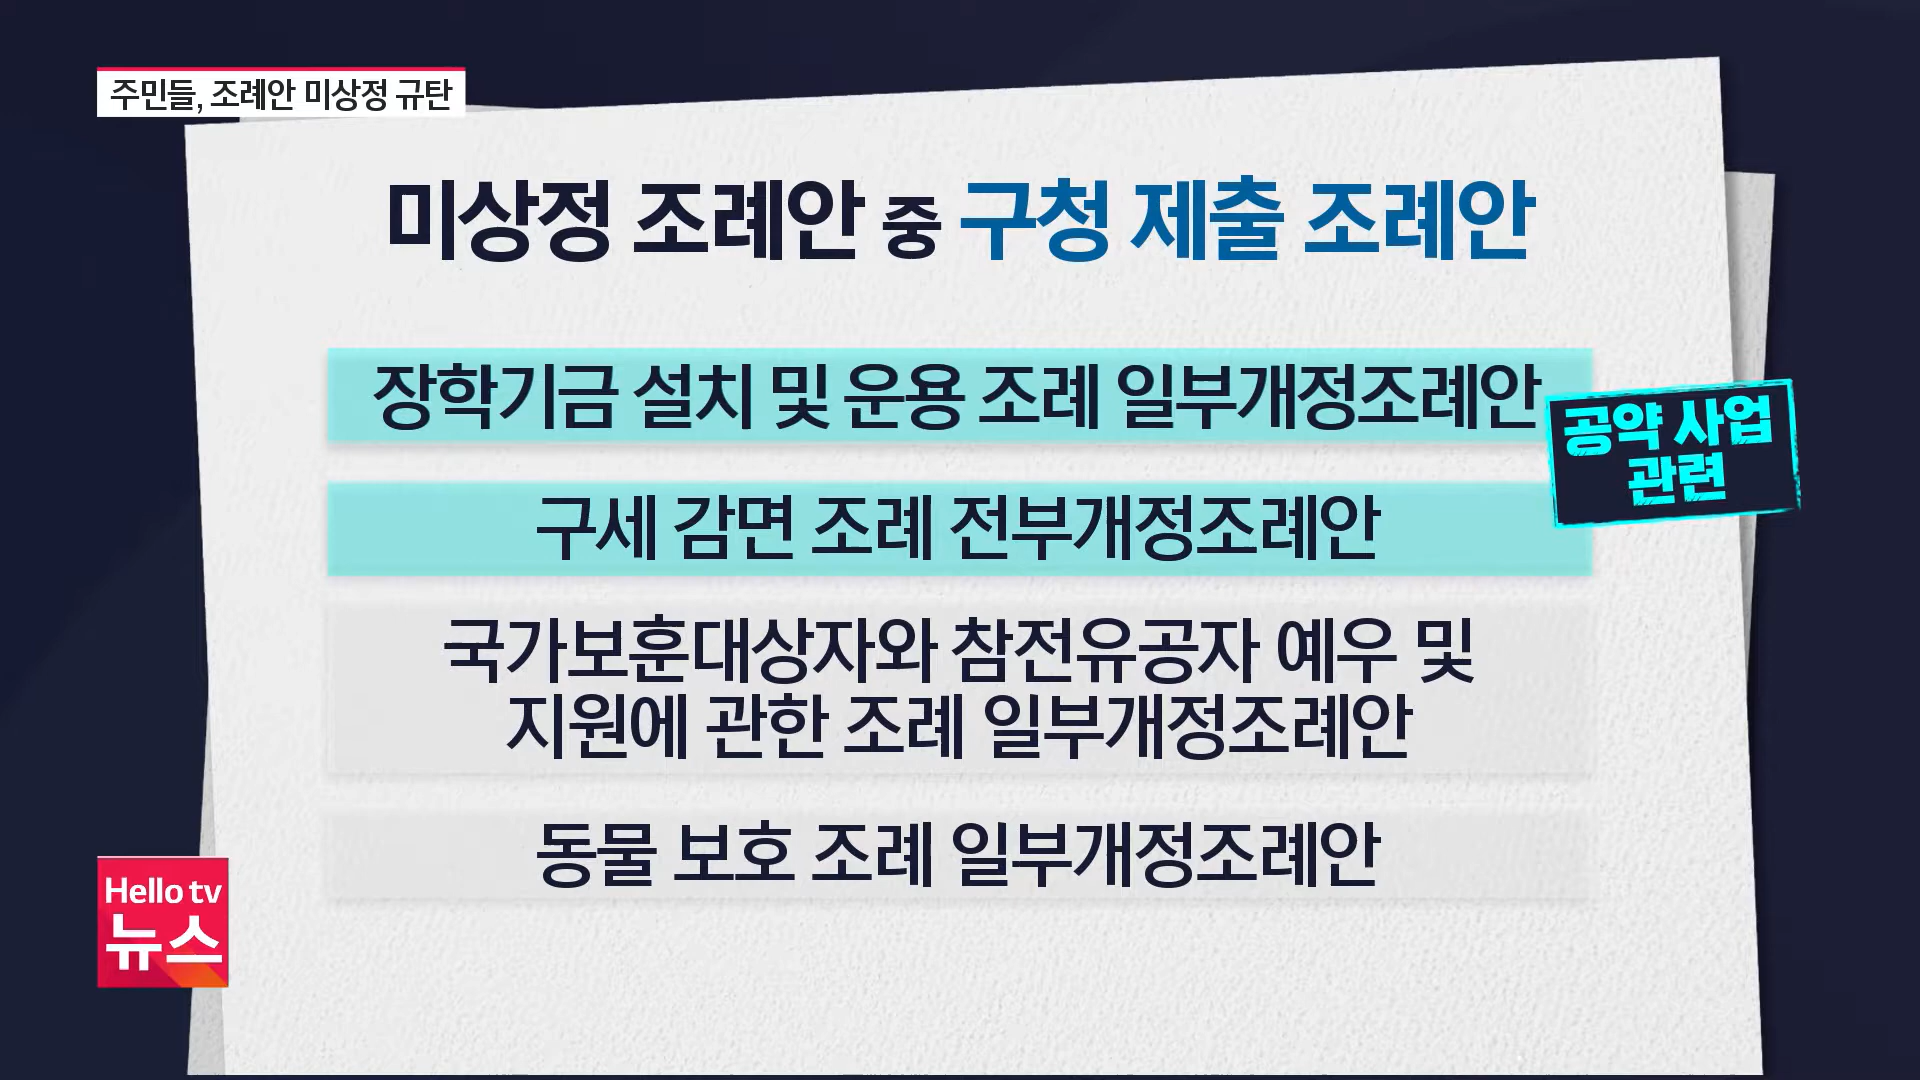 주민들, 조례안 미상정 규탄
미상정 조례안 중 구청 제출 조례안
장학기금 설치 및 운용 조례 일부개정조례안
공약 사업
관련
구세 감면 조례 전부개정조례안
국가보훈대상자와 참전유공자 예우 및
지원에 관한 조례 일부개정조례안
동물 보호 조례 일부개정조례안
Hello tv
뉴스